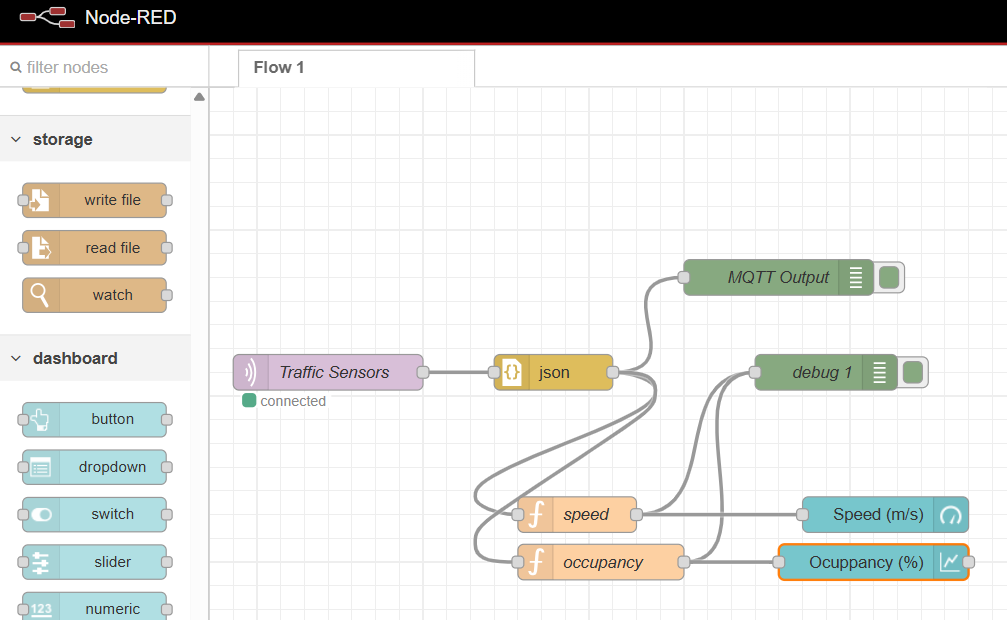 Node-RED
filter nodes
Flow 1
storage
write file
read file
watch
dashboard
button
dropdown
switch
slider
123 numeric
MQTT Output
Traffic Sensors
connected
{} json
debug 1
f speed
Speed (m/s)
f occupancy
Ocuppancy (%)